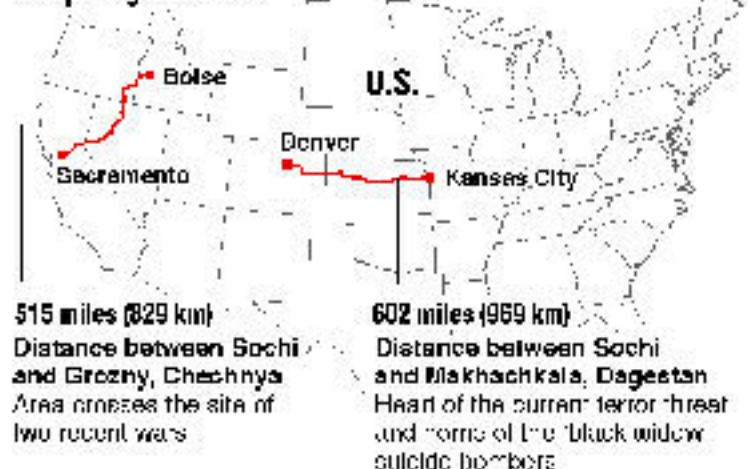 Boise
U.S.
Denver
Sacramento
Kansas City
515 miles (829 km)
Distance between Sochi
and Grozny, Chechnya
Area crosses the site of
two recent wars
602 miles (969 km)
Distance between Sochi
and Makhachkala, Dagestan
Heart of the current terror threat
and home of the "black widow"
suicide bombers